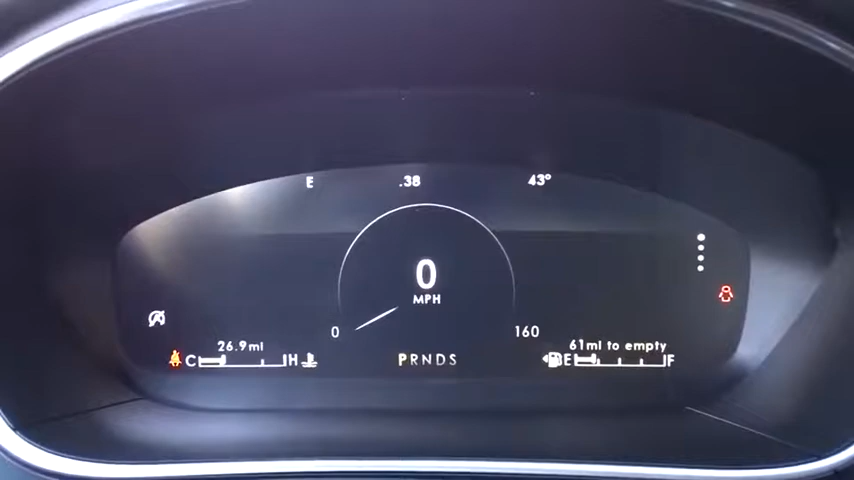 E .38 43°
0
MPH
0 160
26.9mi 61mi to empty
C H PRNDS E F